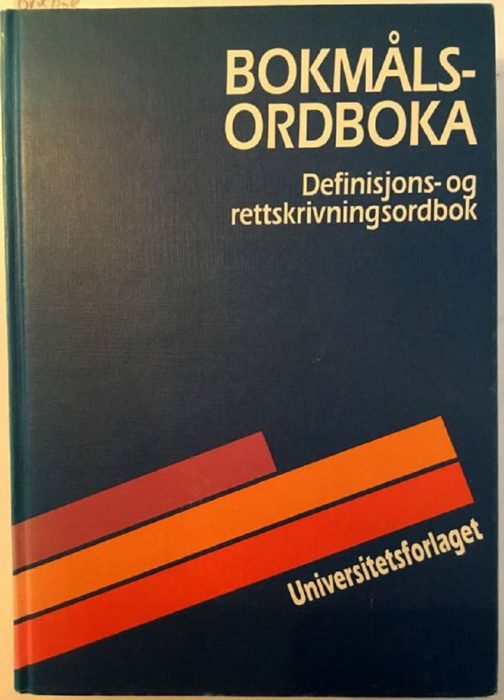 BOKMÅLS-
ORDBOKA
Definisjons- og
rettskrivningsordbok
Universitetsforlaget